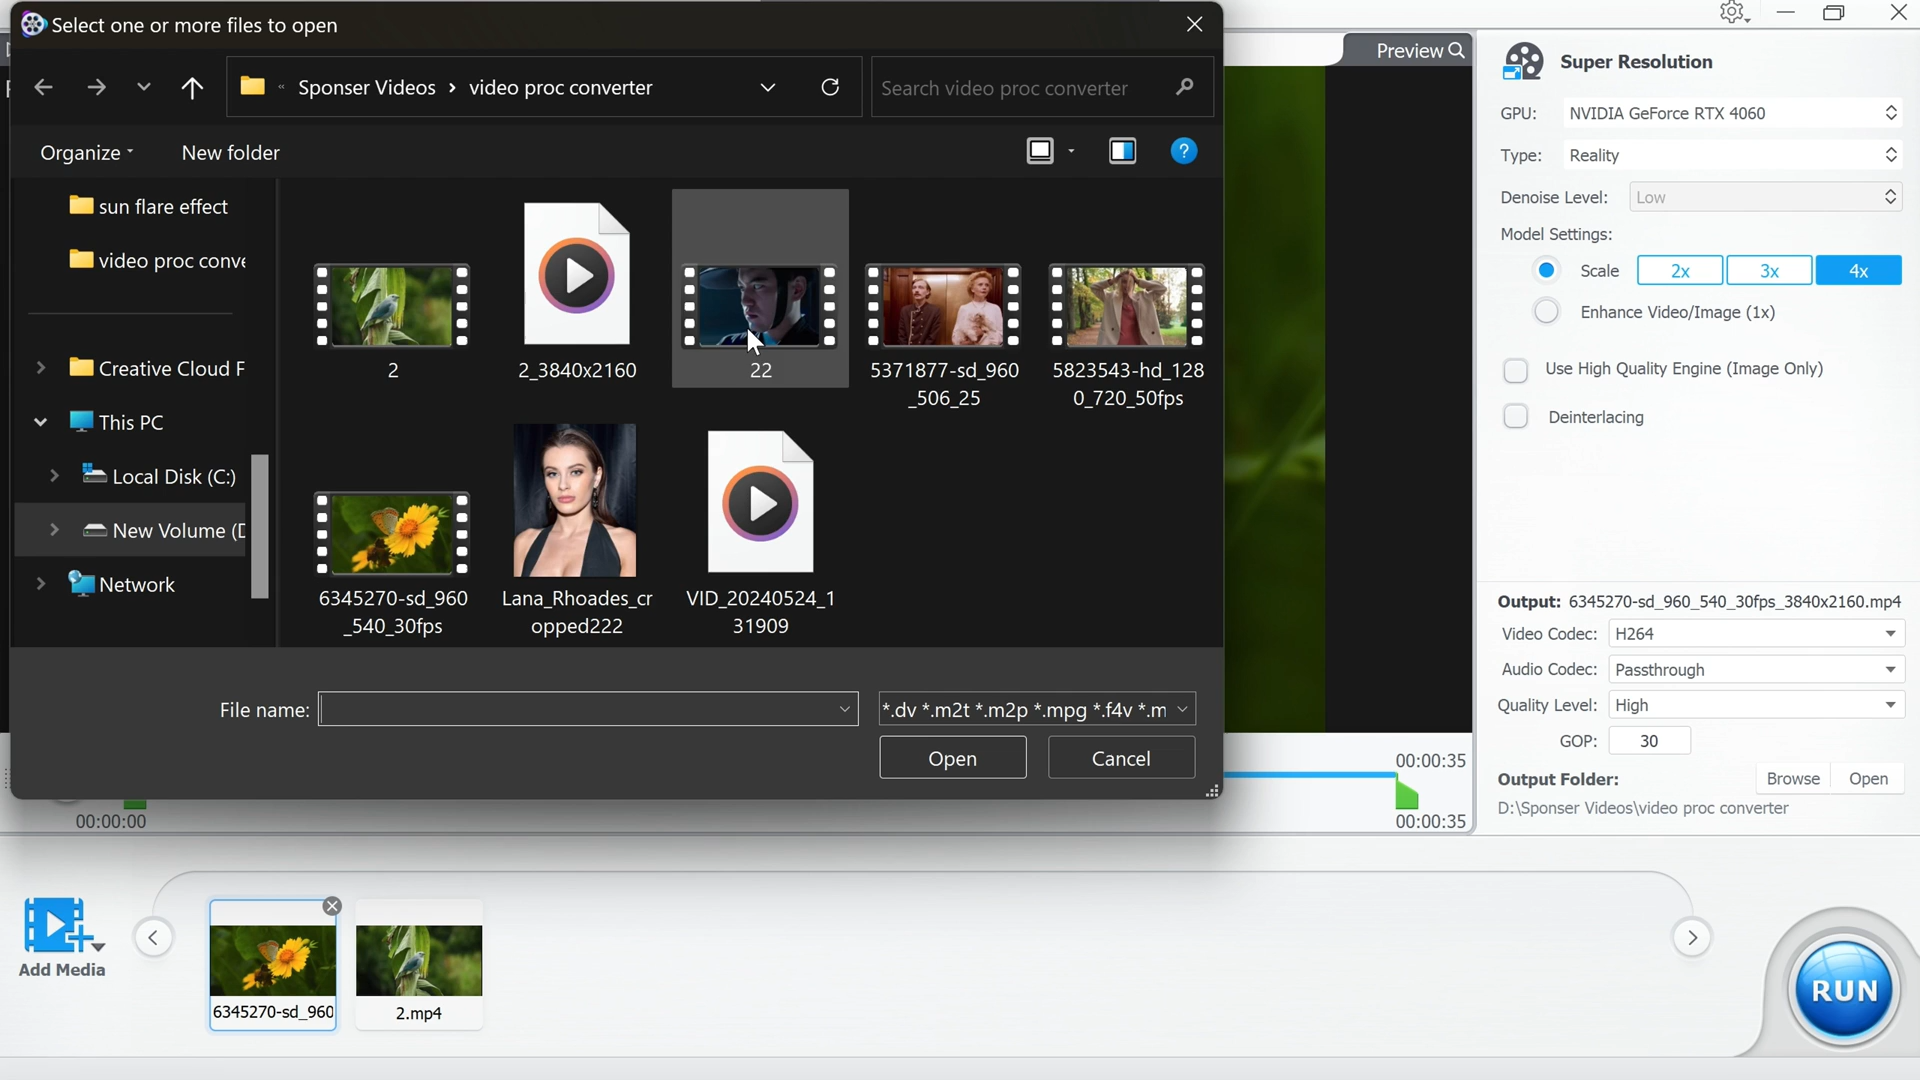 Select one or more files to open
« Sponser Videos › video proc converter
Search video proc converter
Organize
New folder
sun flare effect
video proc conve
Creative Cloud F
This PC
Local Disk (C:)
New Volume (D
Network
2
2_3840x2160
22
5371877-sd_960
_506_25
5823543-hd_128
0_720_50fps
6345270-sd_960
_540_30fps
Lana_Rhoades_cr
opped222
VID_20240524_1
31909
File name:
*.dv *.m2t *.m2p *.mpg *.f4v *.m
Open
Cancel
Preview
00:00:35
00:00:00
00:00:35
Super Resolution
GPU: NVIDIA GeForce RTX 4060
Type: Reality
Denoise Level: Low
Model Settings:
Scale 2x 3x 4x
Enhance Video/Image (1x)
Use High Quality Engine (Image Only)
Deinterlacing
Output: 6345270-sd_960_540_30fps_3840x2160.mp4
Video Codec: H264
Audio Codec: Passthrough
Quality Level: High
GOP: 30
Output Folder: Browse Open
D:\Sponser Videos\video proc converter
Add Media
6345270-sd_960
2.mp4
RUN